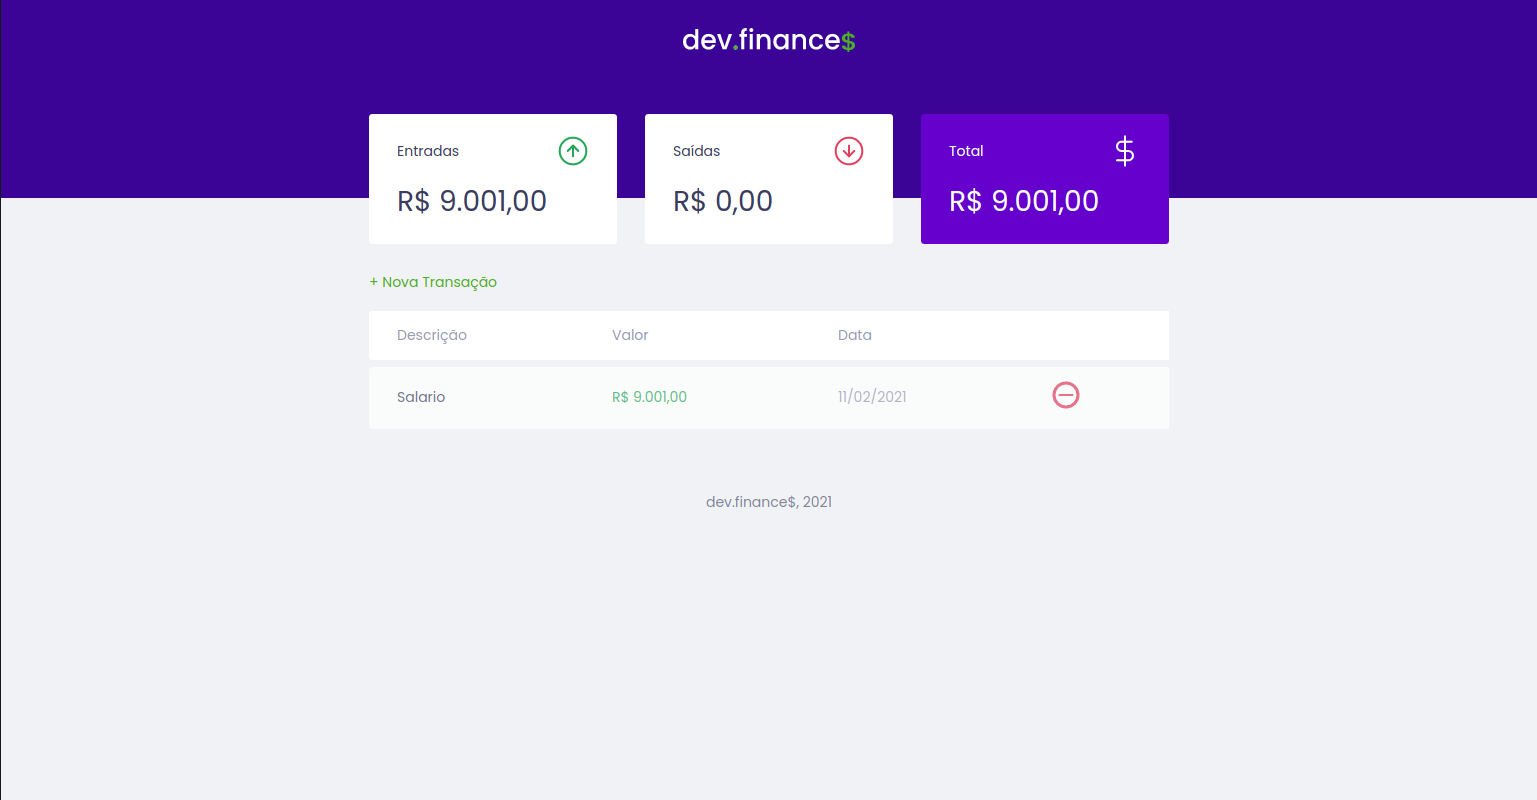 dev.finance$
Entradas
R$ 9.001,00
Saídas
R$ 0,00
Total
$
R$ 9.001,00
+ Nova Transação
Descrição Valor Data
Salario R$ 9.001,00 11/02/2021
dev.finance$, 2021